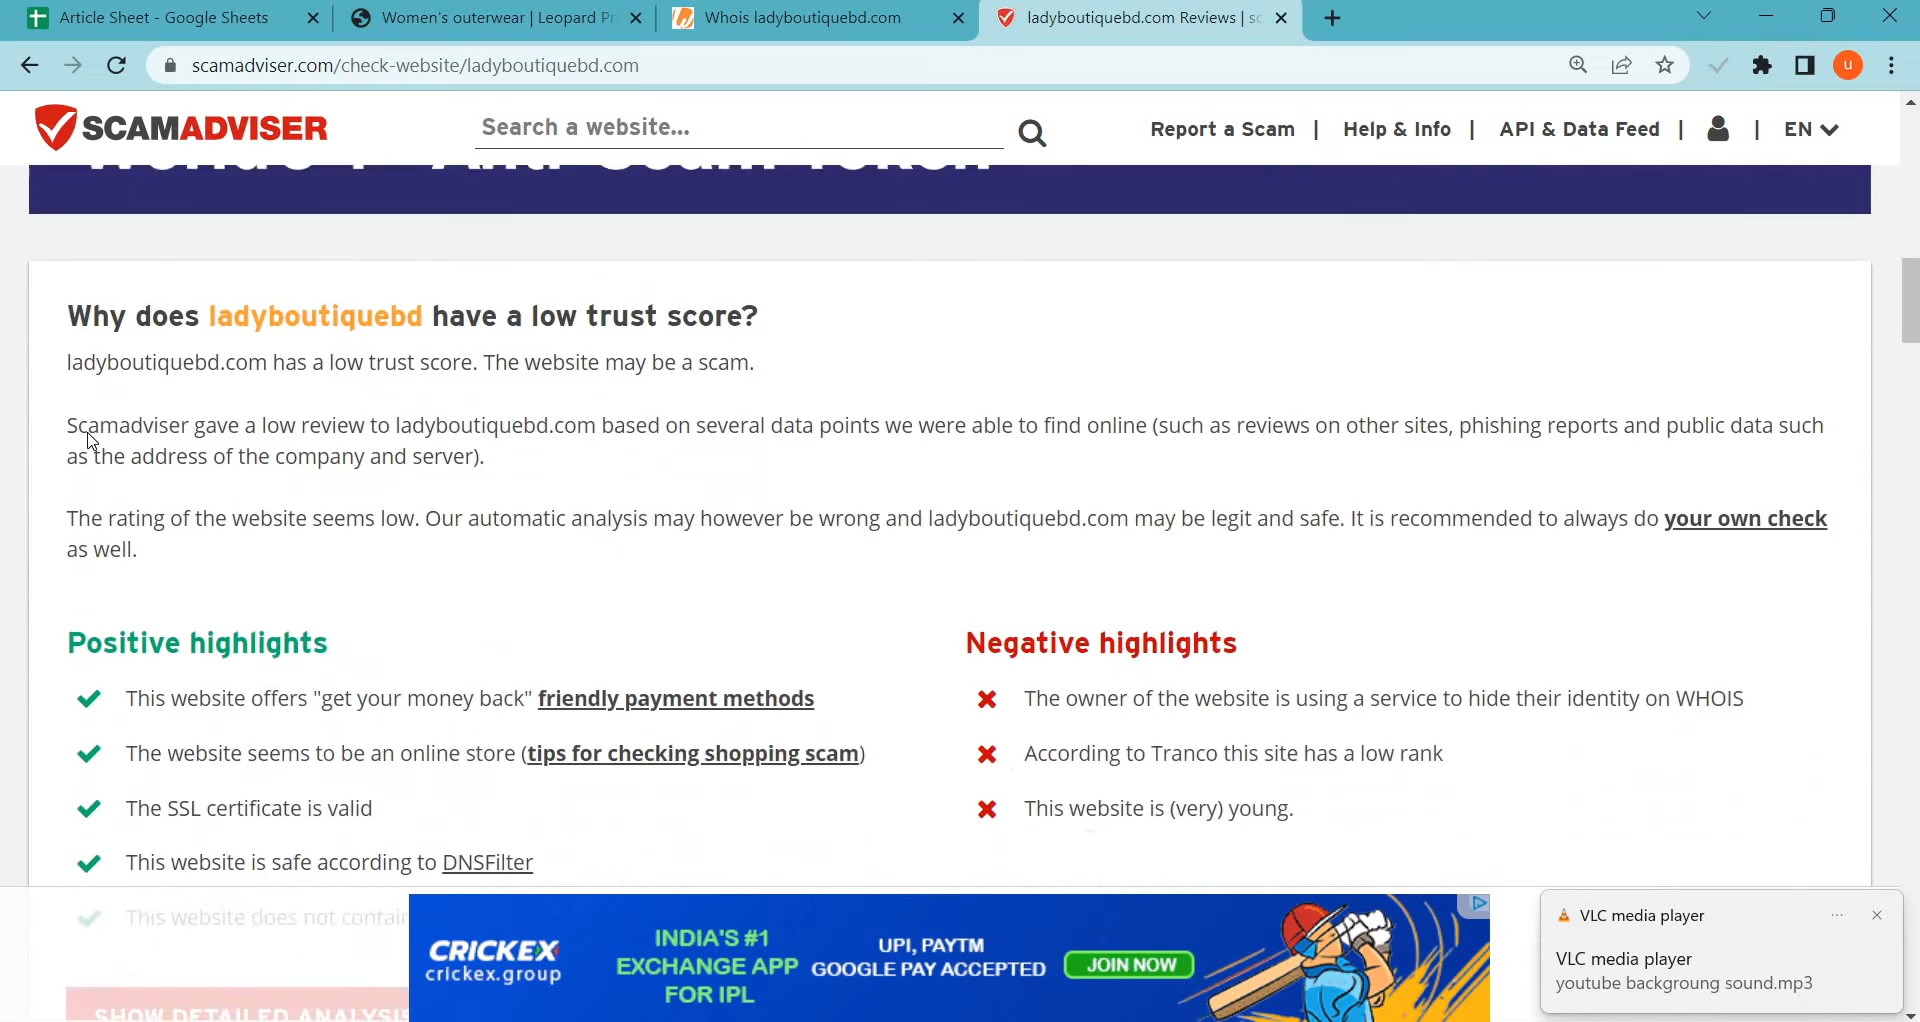 Article Sheet - Google Sheets
Women's outerwear | Leopard Pr
Whois ladyboutiquebd.com
ladyboutiquebd.com Reviews | sc
scamadviser.com/check-website/ladyboutiquebd.com
u
SCAMADVISER
Search a website...
Report a Scam | Help & Info | API & Data Feed | | EN
Why does ladyboutiquebd have a low trust score?
ladyboutiquebd.com has a low trust score. The website may be a scam.
Scamadviser gave a low review to ladyboutiquebd.com based on several data points we were able to find online (such as reviews on other sites, phishing reports and public data such
as the address of the company and server).
The rating of the website seems low. Our automatic analysis may however be wrong and ladyboutiquebd.com may be legit and safe. It is recommended to always do your own check
as well.
Positive highlights
This website offers "get your money back" friendly payment methods
The website seems to be an online store (tips for checking shopping scam)
The SSL certificate is valid
This website is safe according to DNSFilter
This website does not contain
SHOW DETAILED ANALYSIS
Negative highlights
The owner of the website is using a service to hide their identity on WHOIS
According to Tranco this site has a low rank
This website is (very) young.
CRICKEX
crickex.group
INDIA'S #1
EXCHANGE APP
FOR IPL
UPI, PAYTM
GOOGLE PAY ACCEPTED
JOIN NOW
VLC media player
VLC media player
youtube backgroung sound.mp3